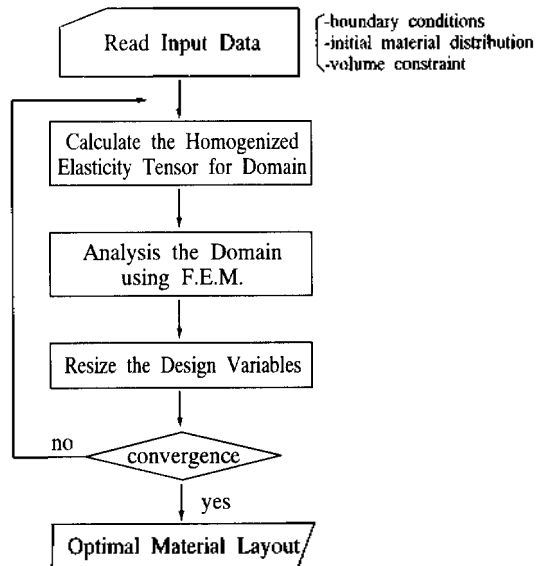 Read Input Data
-boundary conditions
-initial material distribution
-volume constraint
Calculate the Homogenized
Elasticity Tensor for Domain
Analysis the Domain
using F.E.M.
Resize the Design Variables
no
convergence
yes
Optimal Material Layout